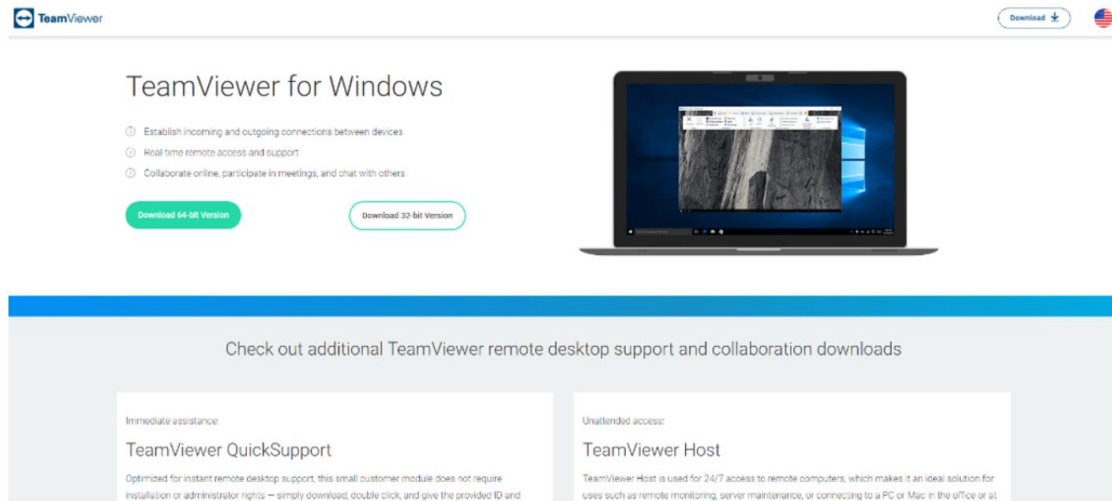 TeamViewer
Download
TeamViewer for Windows
Establish incoming and outgoing connections between devices
Real-time remote access and support
Collaborate online, participate in meetings, and chat with others
Download 64-bit Version
Download 32-bit Version
Check out additional TeamViewer remote desktop support and collaboration downloads
Immediate assistance:
TeamViewer QuickSupport
Optimized for instant remote desktop support, this small customer module does not require
installation or administrator rights — simply download, double click, and give the provided ID and
Unattended access:
TeamViewer Host
TeamViewer Host is used for 24/7 access to remote computers, which makes it an ideal solution for
uses such as remote monitoring, server maintenance, or connecting to a PC or Mac in the office or at